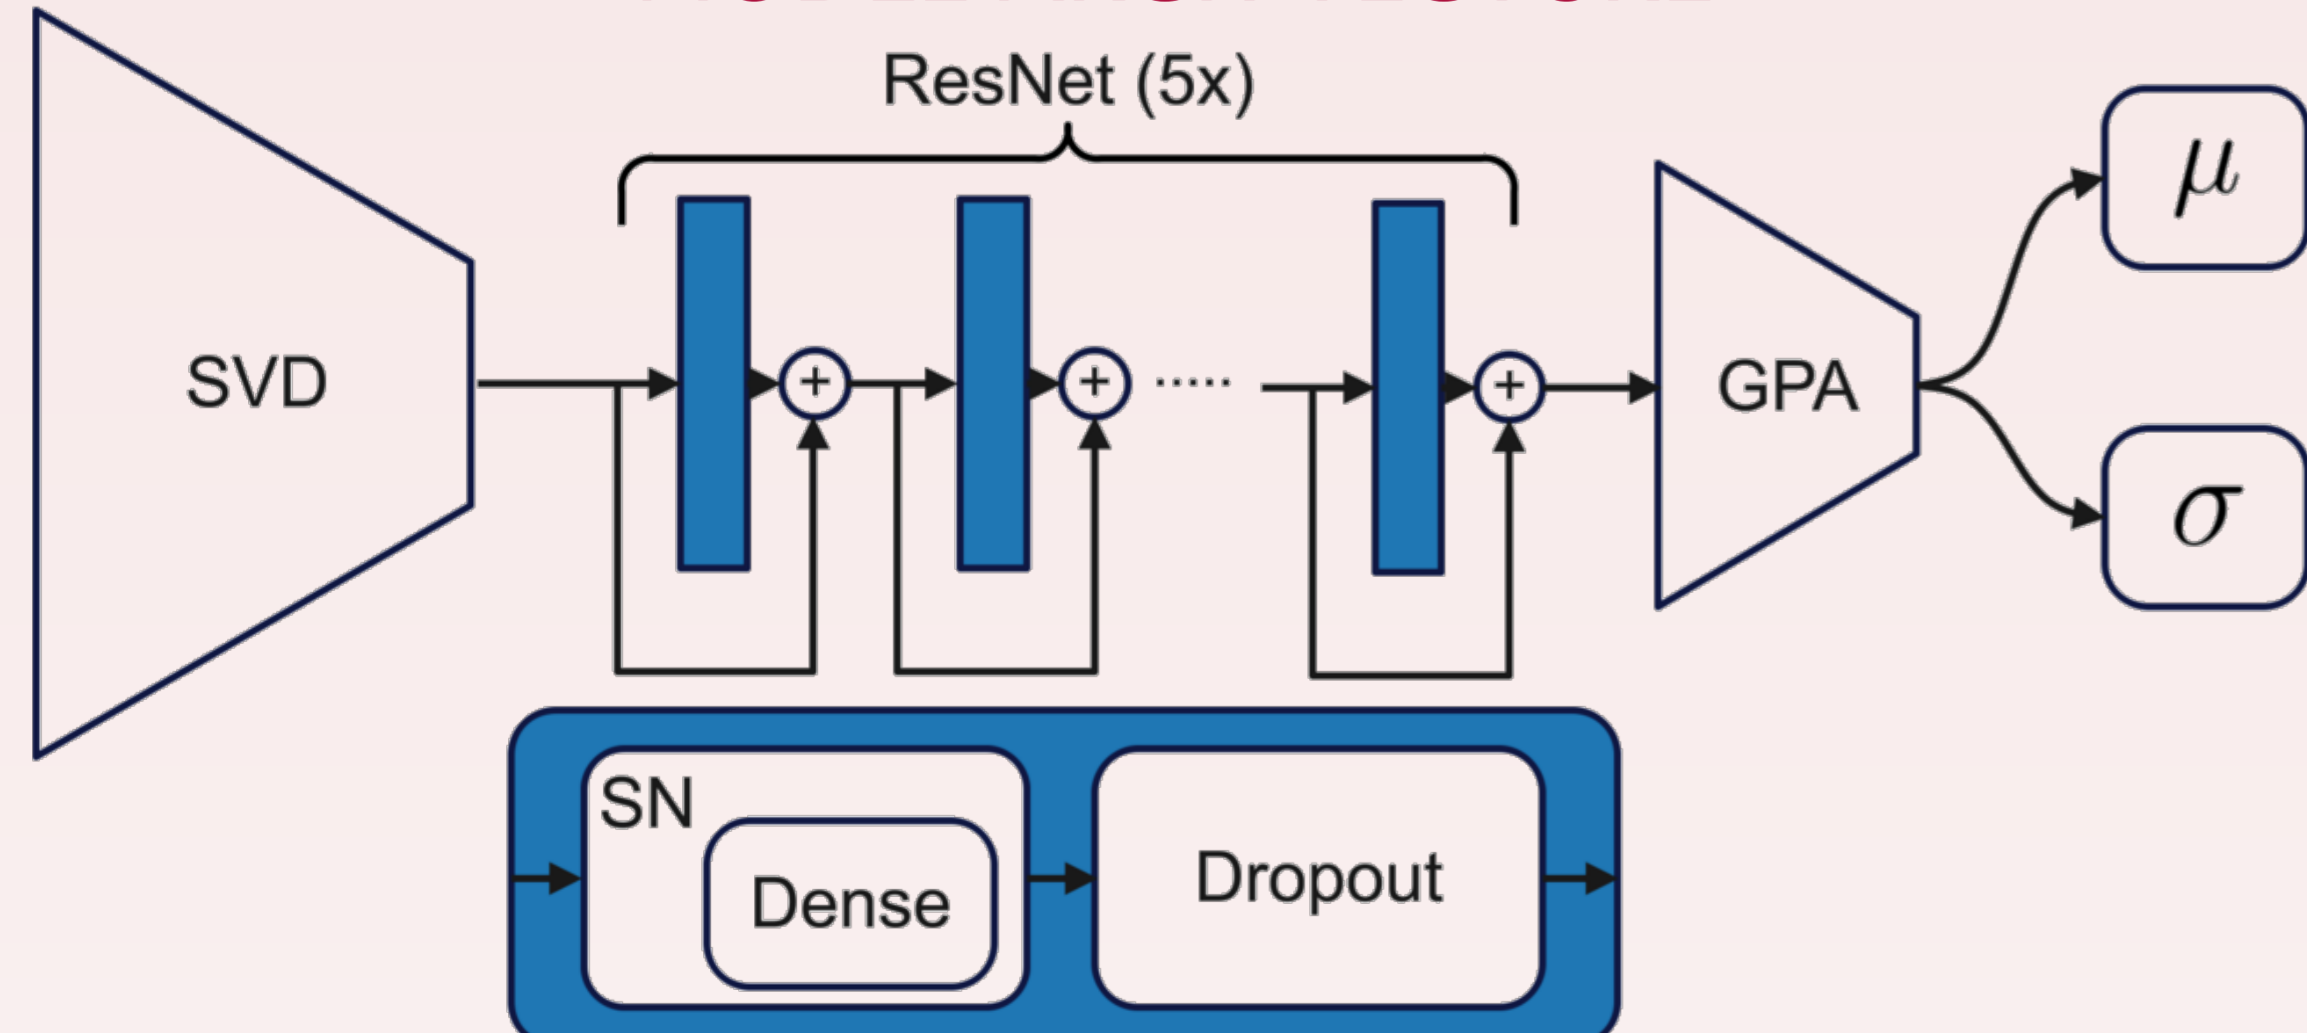 ResNet (5x)
SVD
+
+
.....
+
GPA
μ
σ
SN
Dense
Dropout